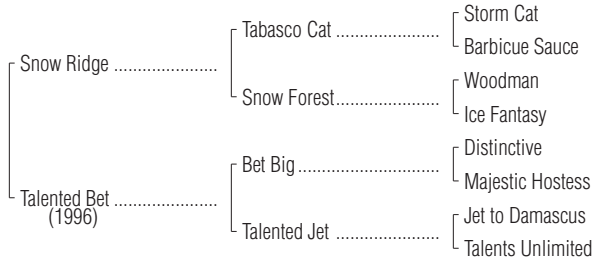 Storm Cat
Tabasco Cat ....................
Barbicue Sauce
Snow Ridge ....................
Woodman
Snow Forest....................
Ice Fantasy
Distinctive
Bet Big...........................
Majestic Hostess
Talented Bet ....................
(1996)
Jet to Damascus
Talented Jet ....................
Talents Unlimited